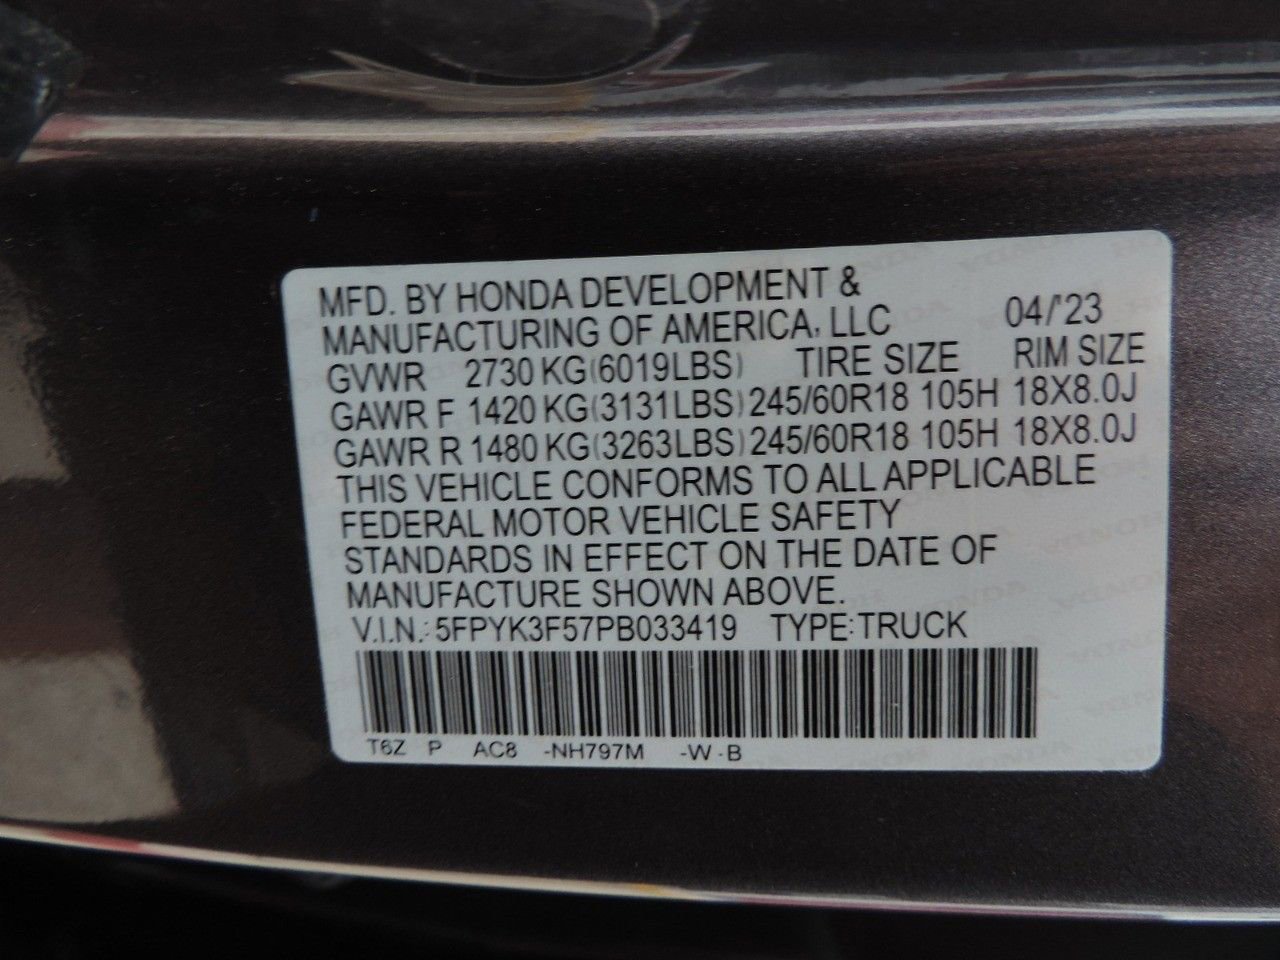 MFD. BY HONDA DEVELOPMENT &
MANUFACTURING OF AMERICA, LLC 04/'23
GVWR 2730 KG(6019LBS) TIRE SIZE RIM SIZE
GAWR F 1420 KG(3131LBS) 245/60R18 105H 18X8.0J
GAWR R 1480 KG(3263LBS) 245/60R18 105H 18X8.0J
THIS VEHICLE CONFORMS TO ALL APPLICABLE
FEDERAL MOTOR VEHICLE SAFETY
STANDARDS IN EFFECT ON THE DATE OF
MANUFACTURE SHOWN ABOVE.
V.I.N.: 5FPYK3F57PB033419 TYPE: TRUCK
T6Z P AC8 -NH797M -W -B